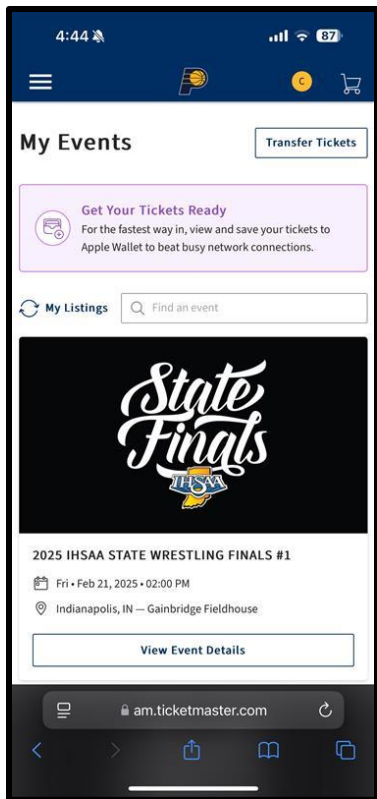 4:44
87
C
My Events
Transfer Tickets
Get Your Tickets Ready
For the fastest way in, view and save your tickets to
Apple Wallet to beat busy network connections.
My Listings
Find an event
State
Finals
IHSAA
2025 IHSAA STATE WRESTLING FINALS #1
Fri • Feb 21, 2025 • 02:00 PM
Indianapolis, IN — Gainbridge Fieldhouse
View Event Details
am.ticketmaster.com